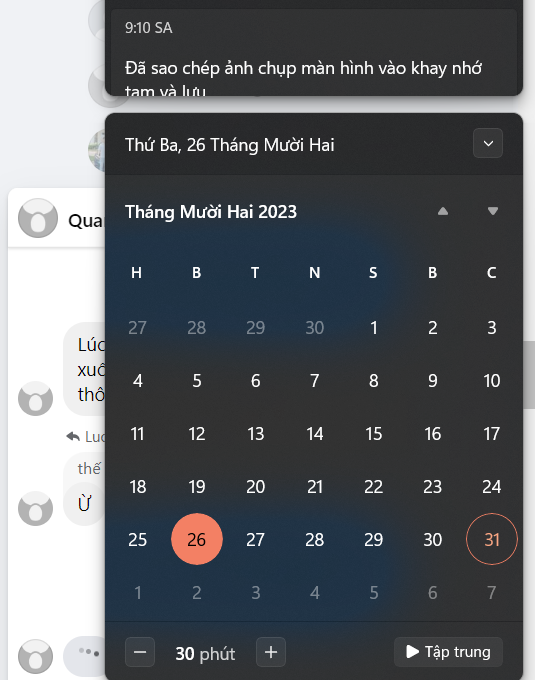 9:10 SA
Đã sao chép ảnh chụp màn hình vào khay nhớ
tạm và lưu
Thứ Ba, 26 Tháng Mười Hai
Quan
Tháng Mười Hai 2023
H B T N S B C
27 28 29 30 1 2 3
4 5 6 7 8 9 10
11 12 13 14 15 16 17
18 19 20 21 22 23 24
25 26 27 28 29 30 31
1 2 3 4 5 6 7
Lúc
xuố
thô
Luc
thế
Ừ
30 phút
Tập trung